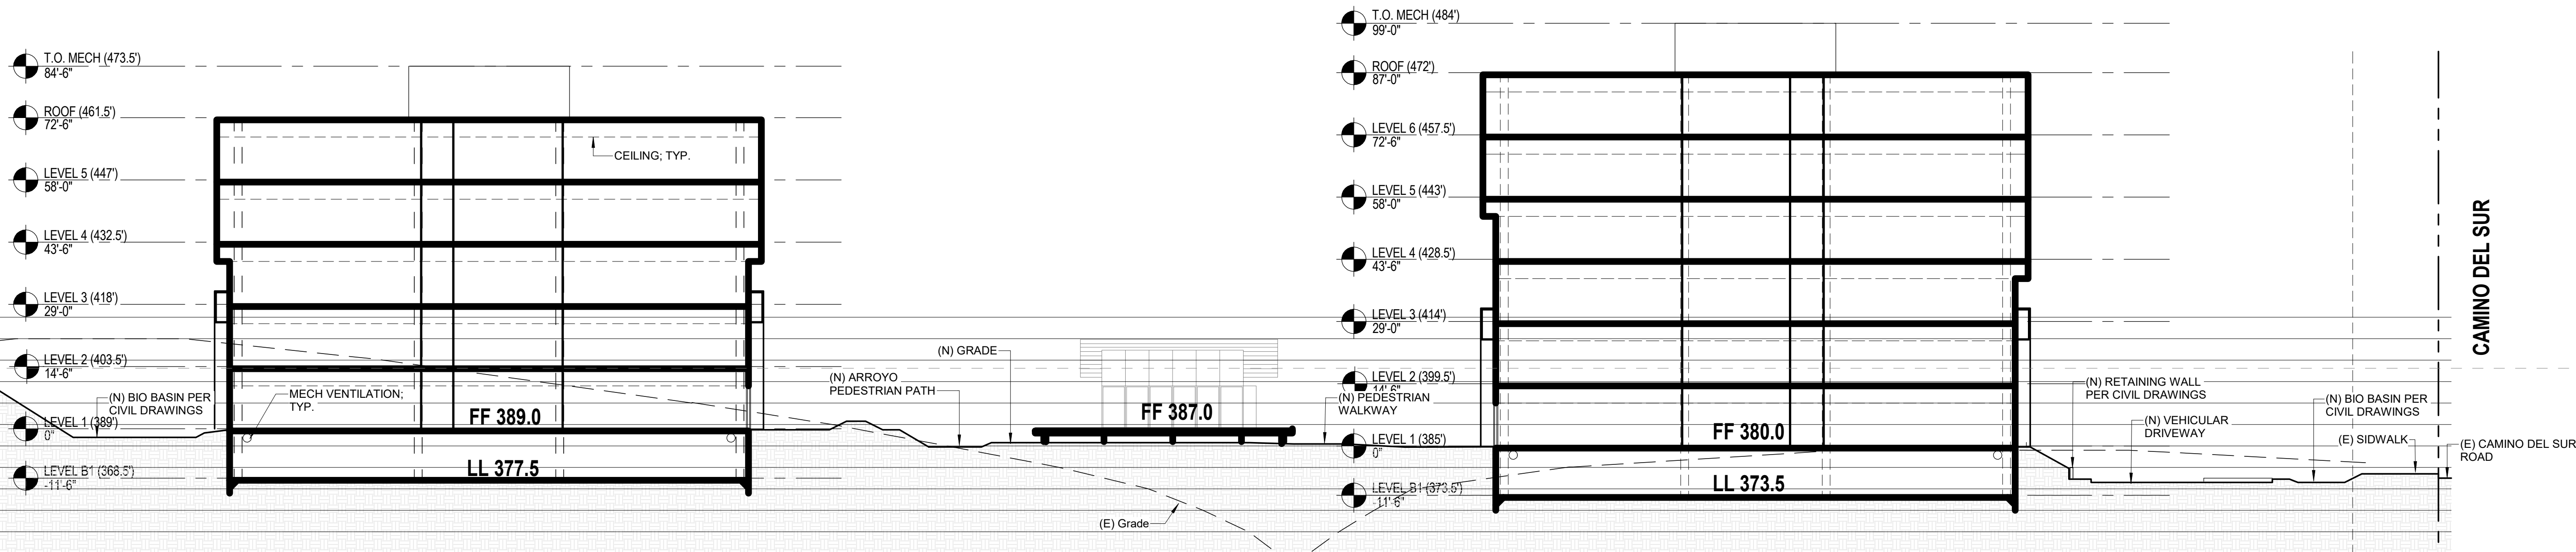 T.O. MECH (473.5')
84'-6"
ROOF (461.5')
72'-6"
LEVEL 5 (447')
58'-0"
LEVEL 4 (432.5')
43'-6"
LEVEL 3 (418')
29'-0"
LEVEL 2 (403.5')
14'-6"
LEVEL 1 (389')
0"
LEVEL B1 (368.5')
-11'-6"
(N) BIO BASIN PER
CIVIL DRAWINGS
MECH VENTILATION;
TYP.
CEILING; TYP.
FF 389.0
LL 377.5
(N) ARROYO
PEDESTRIAN PATH
(N) GRADE
FF 387.0
(E) Grade
(N) PEDESTRIAN
WALKWAY
T.O. MECH (484')
99'-0"
ROOF (472')
87'-0"
LEVEL 6 (457.5')
72'-6"
LEVEL 5 (443')
58'-0"
LEVEL 4 (428.5')
43'-6"
LEVEL 3 (414')
29'-0"
LEVEL 2 (399.5')
14'-6"
LEVEL 1 (385')
0"
LEVEL B1 (373.5')
-11'-6"
FF 380.0
LL 373.5
(N) RETAINING WALL
PER CIVIL DRAWINGS
(N) VEHICULAR
DRIVEWAY
(N) BIO BASIN PER
CIVIL DRAWINGS
(E) SIDWALK
(E) CAMINO DEL SUR
ROAD
CAMINO DEL SUR